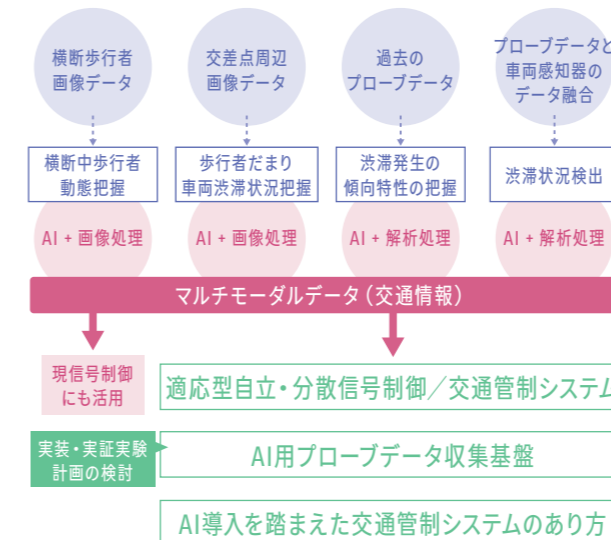 横断歩行者
画像データ
交差点周辺
画像データ
過去の
プローブデータ
プローブデータと
車両感知器の
データ融合
横断中歩行者
動態把握
歩行者だまり
車両渋滞状況把握
渋滞発生の
傾向特性の把握
渋滞状況検出
AI + 画像処理
AI + 画像処理
AI + 解析処理
AI + 解析処理
マルチモーダルデータ（交通情報）
現信号制御
にも活用
適応型自立・分散信号制御／交通管制システム
実装・実証実験
計画の検討
AI用プローブデータ収集基盤
AI導入を踏まえた交通管制システムのあり方